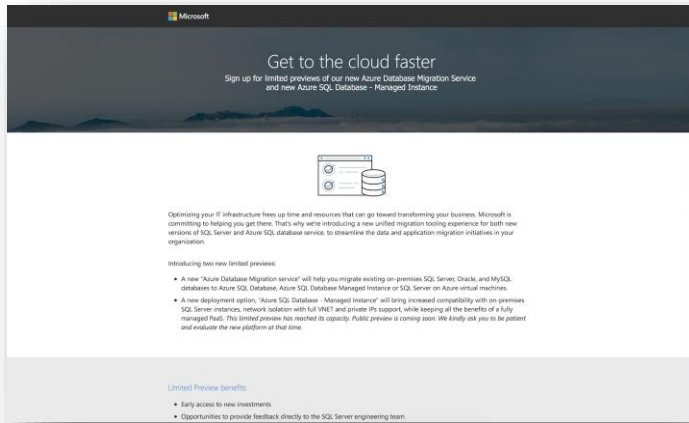 Microsoft
Get to the cloud faster
Sign up for limited previews of our new Azure Database Migration Service
and new Azure SQL Database - Managed Instance
Optimizing your IT infrastructure frees up time and resources that can go toward transforming your business. Microsoft is
committing to helping you get there. That's why we're introducing a new unified migration tooling experience for both new
versions of SQL Server and Azure SQL database service, to streamline the data and application migration initiatives in your
organization.
Introducing two new limited previews:
• A new "Azure Database Migration service" will help you migrate existing on-premises SQL Server, Oracle, and MySQL
databases to Azure SQL Database, Azure SQL Database Managed Instance or SQL Server on Azure virtual machines.
• A new deployment option, "Azure SQL Database - Managed Instance" will bring increased compatibility with on-premises
SQL Server instances, network isolation with full VNET and private IPs support, while keeping all the benefits of a fully
managed PaaS. This limited preview has reached its capacity. Public preview is coming soon. We kindly ask you to be patient
and evaluate the new platform at that time.
Limited Preview benefits
• Early access to new investments
• Opportunities to provide feedback directly to the SQL Server engineering team